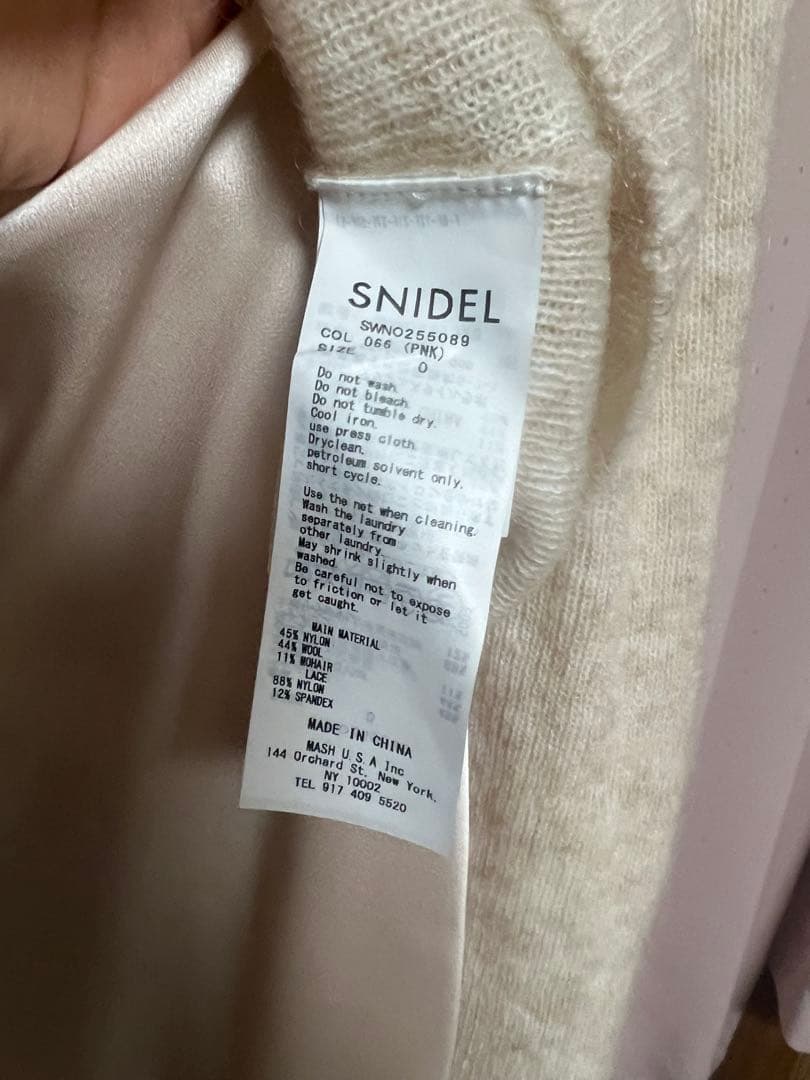 SNIDEL
SWNO255089
COL 066 (PNK)
SIZE 0
Do not wash.
Do not bleach.
Do not tumble dry.
Cool iron.
use press cloth.
Dryclean.
petroleum solvent only.
short cycle.
Use the net when cleaning.
Wash the laundry
separately from
other laundry.
May shrink slightly when
washed.
Be careful not to expose
to friction or let it
get caught.
MAIN MATERIAL
45% NYLON
44% WOOL
11% MOHAIR
LACE
88% NYLON
12% SPANDEX
MADE IN CHINA
MASH U.S.A Inc
144 Orchard St. New York.
NY 10002
TEL 917 409 5520